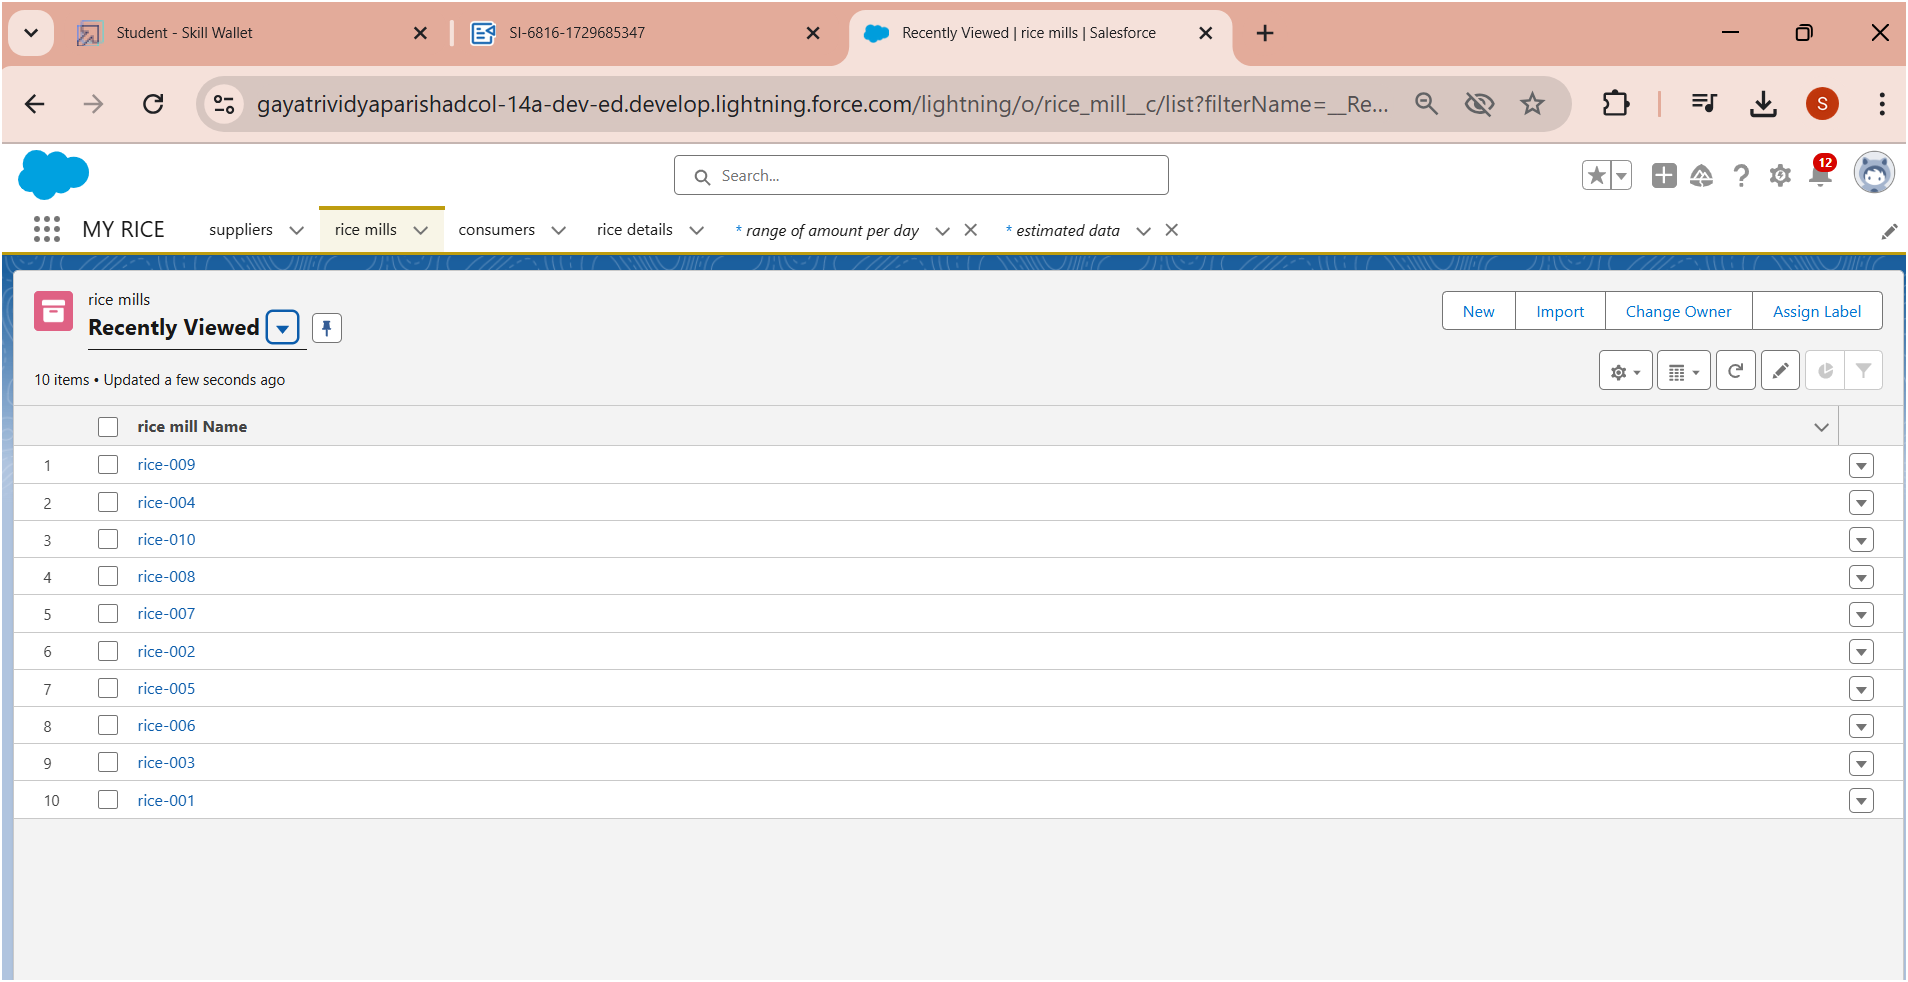 Student - Skill Wallet
SI-6816-1729685347
Recently Viewed | rice mills | Salesforce
gayatrividyaparishadcol-14a-dev-ed.develop.lightning.force.com/lightning/o/rice_mill__c/list?filterName=__Re...
S
Search...
12
MY RICE
suppliers
rice mills
consumers
rice details
* range of amount per day
* estimated data
rice mills
Recently Viewed
New
Import
Change Owner
Assign Label
10 items • Updated a few seconds ago
rice mill Name
1 rice-009
2 rice-004
3 rice-010
4 rice-008
5 rice-007
6 rice-002
7 rice-005
8 rice-006
9 rice-003
10 rice-001